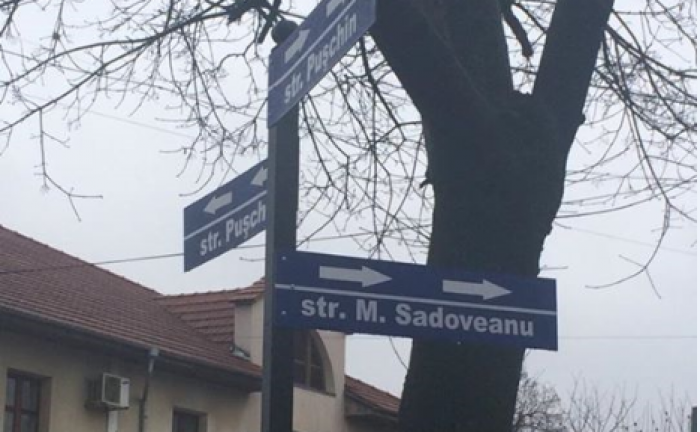 str. Puşchin
str. Puşch
str. M. Sadoveanu